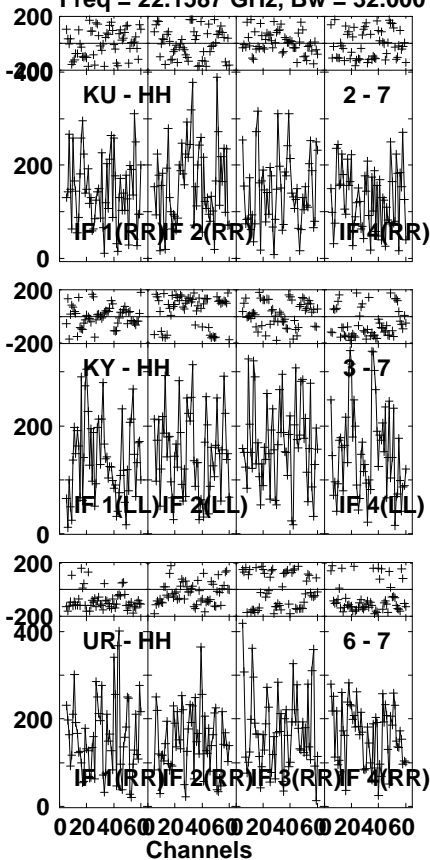 Freq = 22.1587 GHz, Bw = 32.000
200
-200
400
KU - HH 2 - 7
200
IF 1(RR) IF 2(RR) IF 4(RR)
0
200
-200
KY - HH 3 - 7
200
IF 1(LL) IF 2(LL) IF 4(LL)
0
200
-200
400
UR - HH 6 - 7
200
IF 1(RR) IF 2(RR) IF 3(RR) IF 4(RR)
0
0 20 40 60 0 20 40 60 0 20 40 60 0 20 40 60
Channels